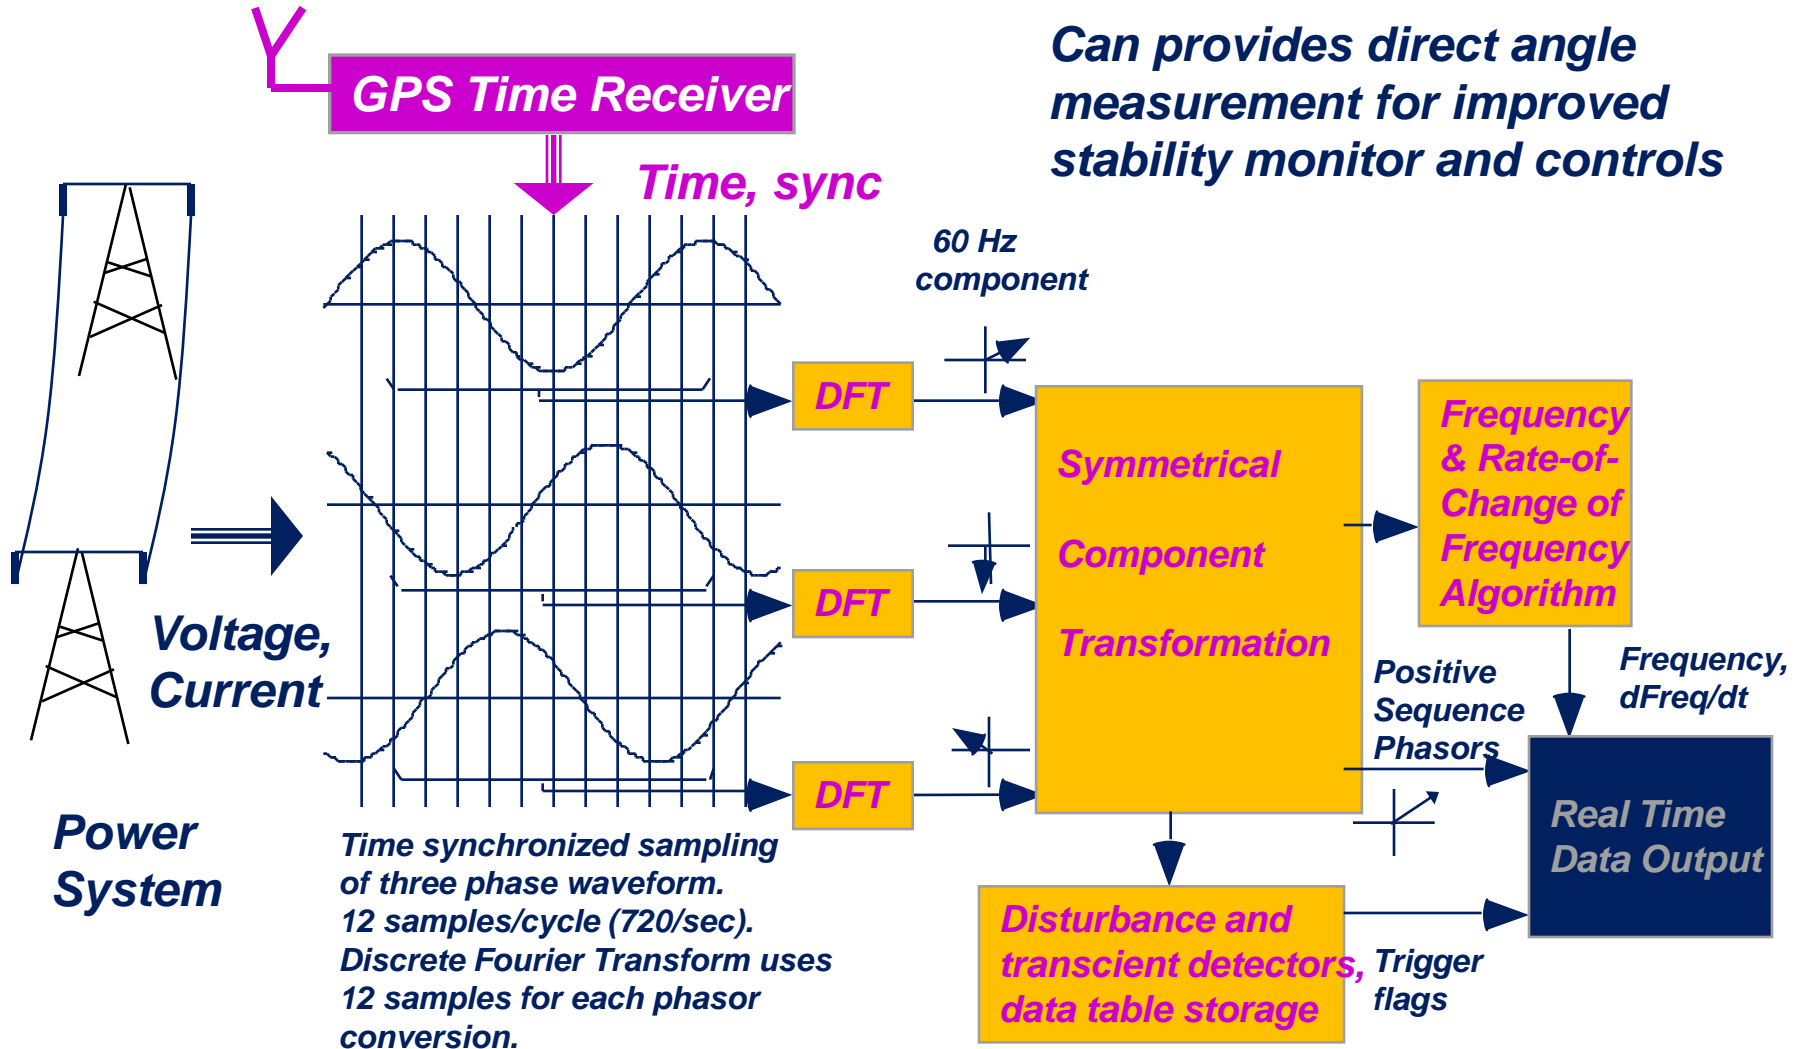 GPS Time Receiver
Can provides direct angle
measurement for improved
stability monitor and controls
Time, sync
60 Hz
component
DFT
DFT
DFT
Symmetrical
Component
Transformation
Frequency
& Rate-of-
Change of
Frequency
Algorithm
Voltage,
Current
Power
System
Positive
Sequence
Phasors
Frequency,
dFreq/dt
Real Time
Data Output
Time synchronized sampling
of three phase waveform.
12 samples/cycle (720/sec).
Discrete Fourier Transform uses
12 samples for each phasor
conversion.
Disturbance and
transcient detectors,
data table storage
Trigger
flags